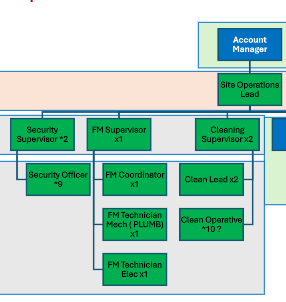 Account
Manager
Site Operations
Lead
Security
Supervisor *2
FM Supervisor
x1
Cleaning
Supervisor x2
Security Officer
*9
FM Coordinator
x1
Clean Lead x2
FM Technician
Mech ( PLUMB)
x1
Clean Operative
*10 ?
FM Technician
Elec x1